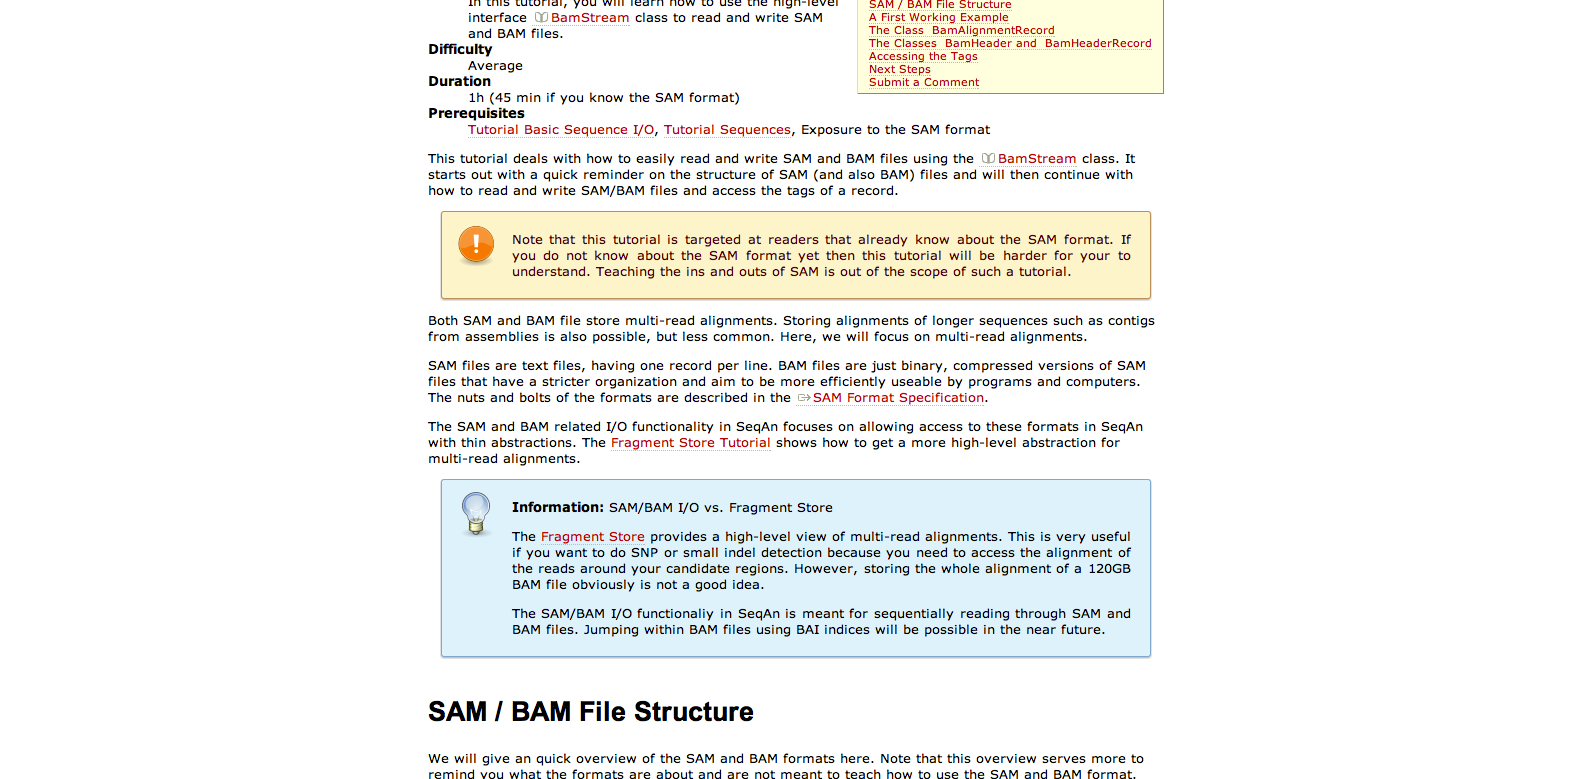 In this tutorial, you will learn how to use the high-level
interface BamStream class to read and write SAM
and BAM files.
Difficulty
Average
Duration
1h (45 min if you know the SAM format)
Prerequisites
Tutorial Basic Sequence I/O, Tutorial Sequences, Exposure to the SAM format
SAM / BAM File Structure
A First Working Example
The Class BamAlignmentRecord
The Classes BamHeader and BamHeaderRecord
Accessing the Tags
Next Steps
Submit a Comment
This tutorial deals with how to easily read and write SAM and BAM files using the BamStream class. It
starts out with a quick reminder on the structure of SAM (and also BAM) files and will then continue with
how to read and write SAM/BAM files and access the tags of a record.
Note that this tutorial is targeted at readers that already know about the SAM format. If
you do not know about the SAM format yet then this tutorial will be harder for your to
understand. Teaching the ins and outs of SAM is out of the scope of such a tutorial.
Both SAM and BAM file store multi-read alignments. Storing alignments of longer sequences such as contigs
from assemblies is also possible, but less common. Here, we will focus on multi-read alignments.
SAM files are text files, having one record per line. BAM files are just binary, compressed versions of SAM
files that have a stricter organization and aim to be more efficiently useable by programs and computers.
The nuts and bolts of the formats are described in the SAM Format Specification.
The SAM and BAM related I/O functionality in SeqAn focuses on allowing access to these formats in SeqAn
with thin abstractions. The Fragment Store Tutorial shows how to get a more high-level abstraction for
multi-read alignments.
Information: SAM/BAM I/O vs. Fragment Store
The Fragment Store provides a high-level view of multi-read alignments. This is very useful
if you want to do SNP or small indel detection because you need to access the alignment of
the reads around your candidate regions. However, storing the whole alignment of a 120GB
BAM file obviously is not a good idea.
The SAM/BAM I/O functionaliy in SeqAn is meant for sequentially reading through SAM and
BAM files. Jumping within BAM files using BAI indices will be possible in the near future.
SAM / BAM File Structure
We will give an quick overview of the SAM and BAM formats here. Note that this overview serves more to
remind you what the formats are about and are not meant to teach how to use the SAM and BAM format.